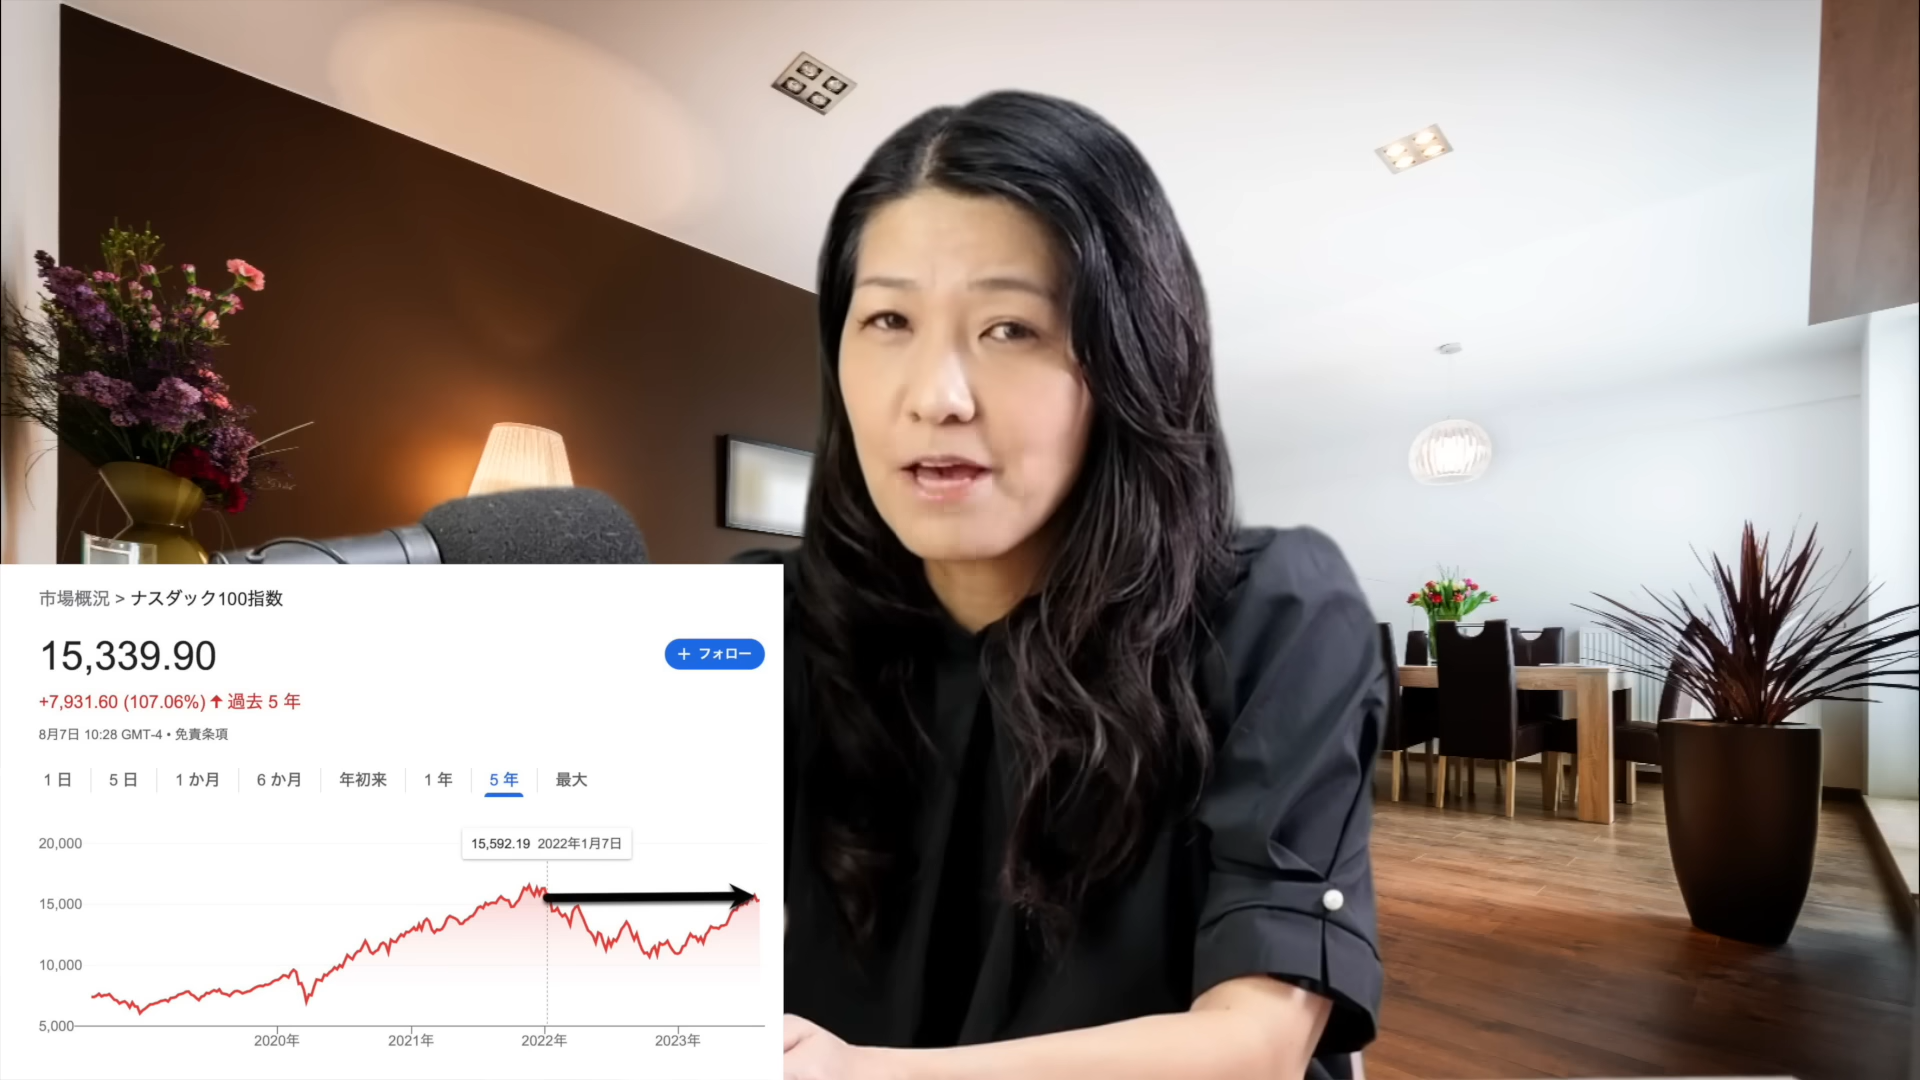 市場概況 > ナスダック100指数
15,339.90
+ フォロー
+7,931.60 (107.06%) ↑ 過去 5 年
8月7日 10:28 GMT-4 • 免責条項
1 日 5 日 1 か月 6 か月 年初来 1 年 5 年 最大
15,592.19 2022年1月7日
20,000
15,000
10,000
5,000
2020年 2021年 2022年 2023年